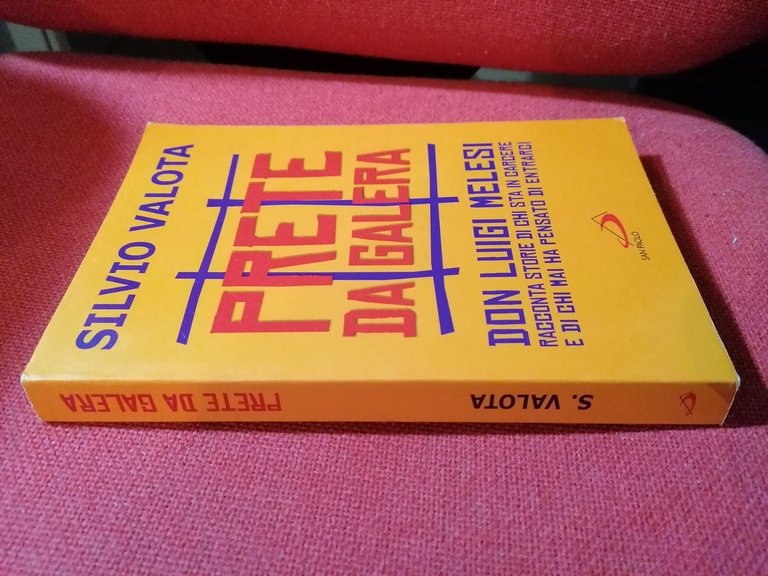 SILVIO VALOTA
PRETE
DA GALERA
DON LUIGI MELESI
RACCONTA STORIE DI CHI STA IN CARCERE
E DI CHI MAI HA PENSATO DI ENTRARCI
SAN PAOLO
S. VALOTA
PRETE DA GALERA